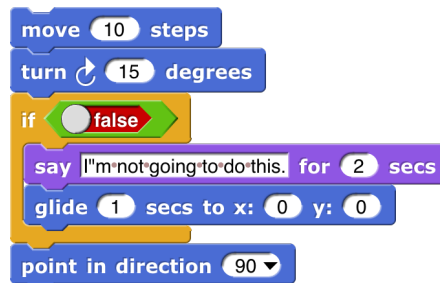 move 10 steps
turn 15 degrees
if false
say I"m not going to do this. for 2 secs
glide 1 secs to x: 0 y: 0
point in direction 90